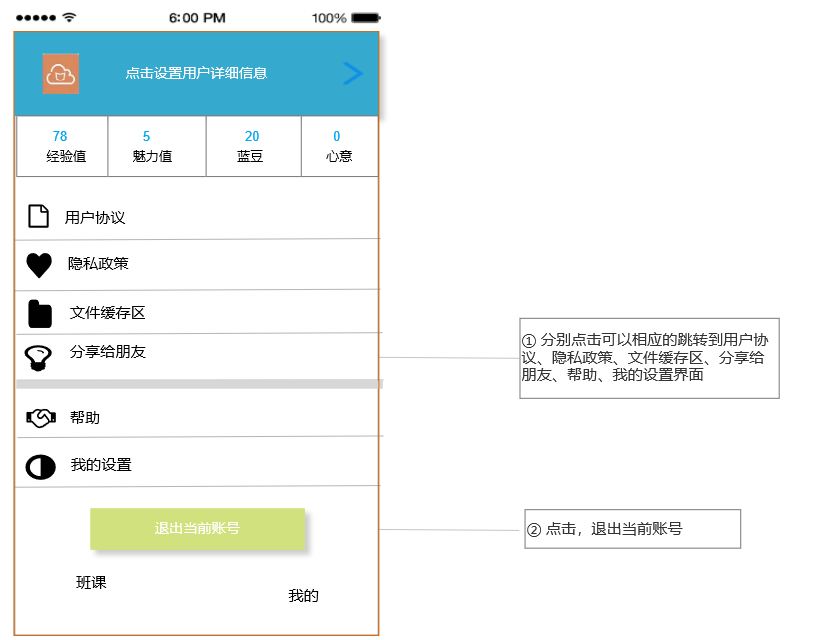 6:00 PM 100%
点击设置用户详细信息
78 5 20 0
经验值 魅力值 蓝豆 心意
用户协议
隐私政策
文件缓存区
分享给朋友
① 分别点击可以相应的跳转到用户协
议、隐私政策、文件缓存区、分享给
朋友、帮助、我的设置界面
帮助
我的设置
退出当前账号
② 点击，退出当前账号
班课
我的